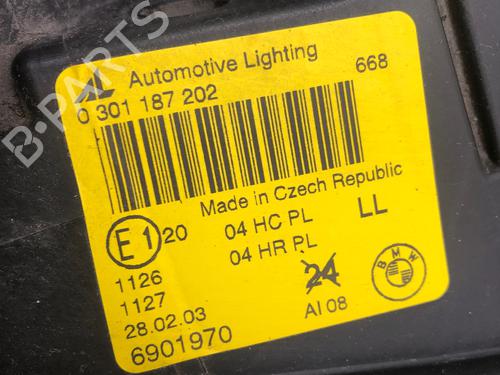 Automotive Lighting 668
0 301 187 202
Made in Czech Republic
E1 20 04 HC PL LL
04 HR PL
1126
1127
24 BMW
28.02.03 AI 08
6901970
B-PARTS